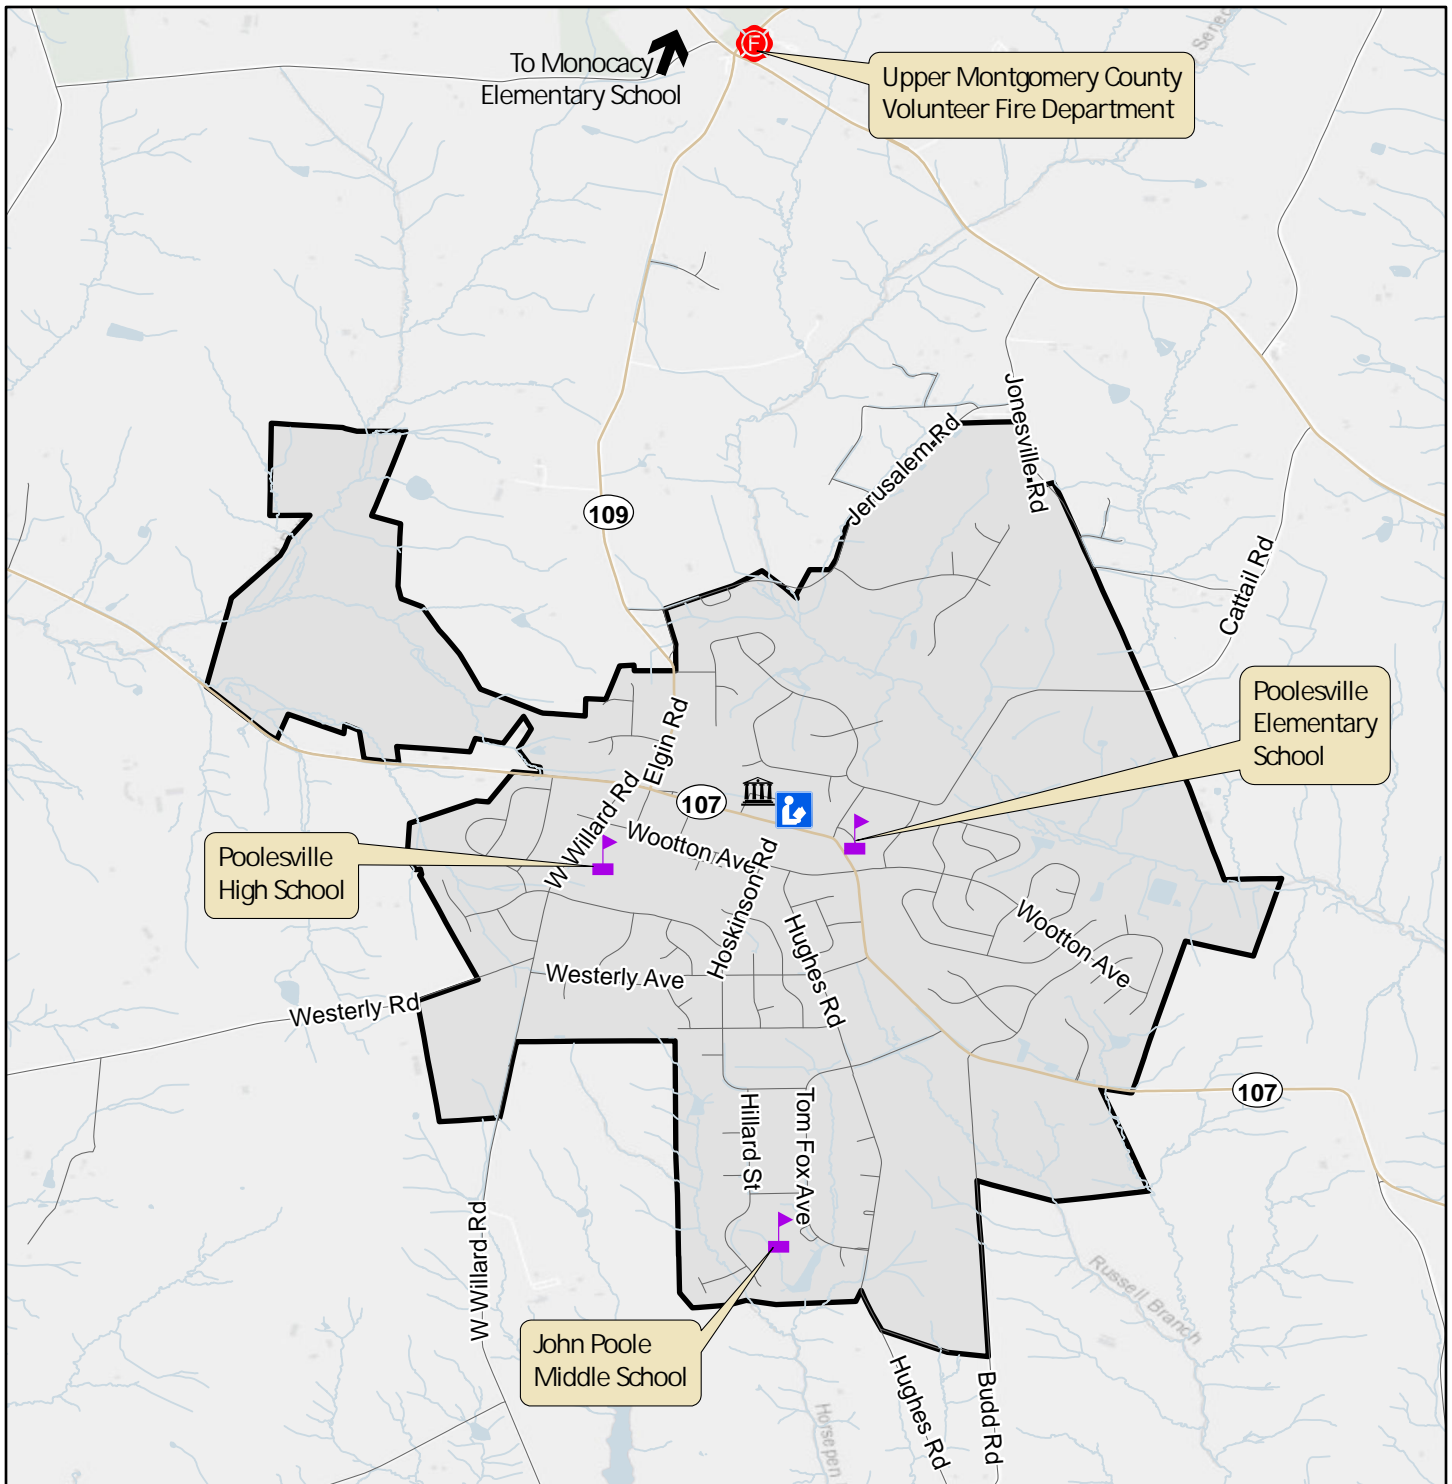 To Monocacy
Elementary School
F
Upper Montgomery County
Volunteer Fire Department
Jonesville Rd
Jerusalem Rd
109
Cattail Rd
Poolesville
Elementary
School
Elgin Rd
W Willard Rd
107
Wootton Ave
Poolesville
High School
Hoskinson Rd
Hughes Rd
Wootton Ave
Westerly Ave
Westerly Rd
107
Hillard St
Tom Fox Ave
W Willard Rd
Russell Branch
John Poole
Middle School
Hughes Rd
Budd Rd
Horsepen